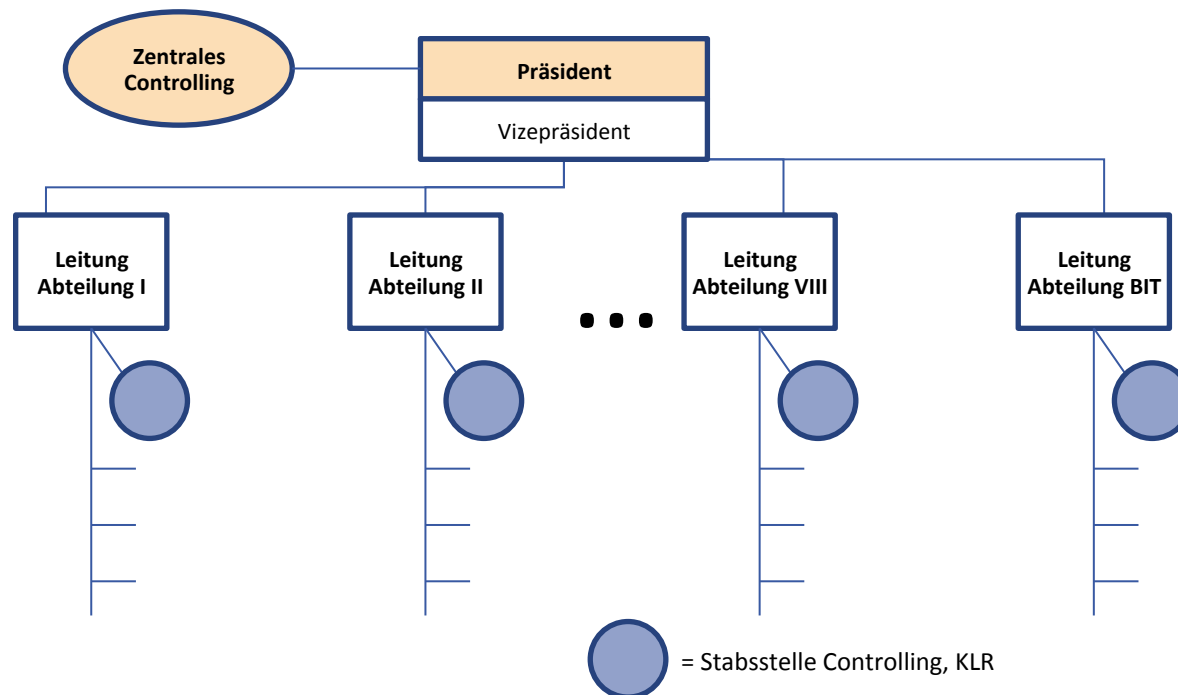 Zentrales
Controlling
Präsident
Vizepräsident
Leitung
Abteilung I
Leitung
Abteilung II
...
Leitung
Abteilung VIII
Leitung
Abteilung BIT
= Stabsstelle Controlling, KLR